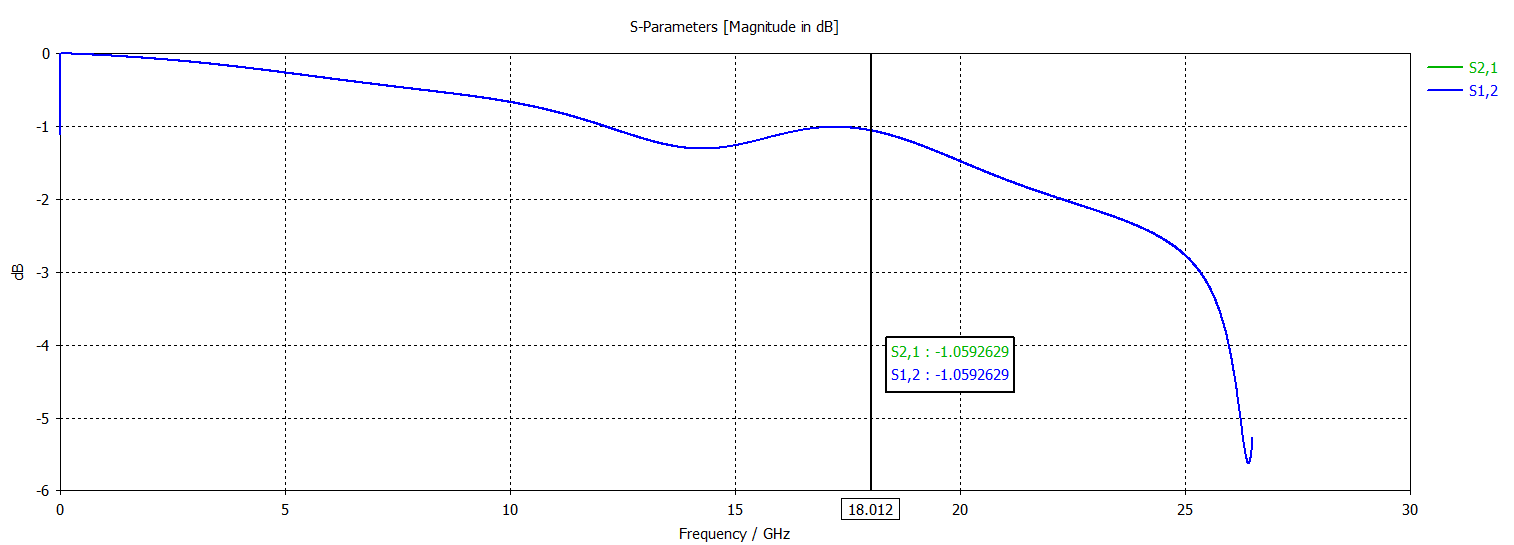 S-Parameters [Magnitude in dB]
S2,1
S1,2
0
-1
-2
-3
-4
-5
-6
dB
S2,1 : -1.0592629
S1,2 : -1.0592629
0
5
10
15
18.012
20
25
30
Frequency / GHz